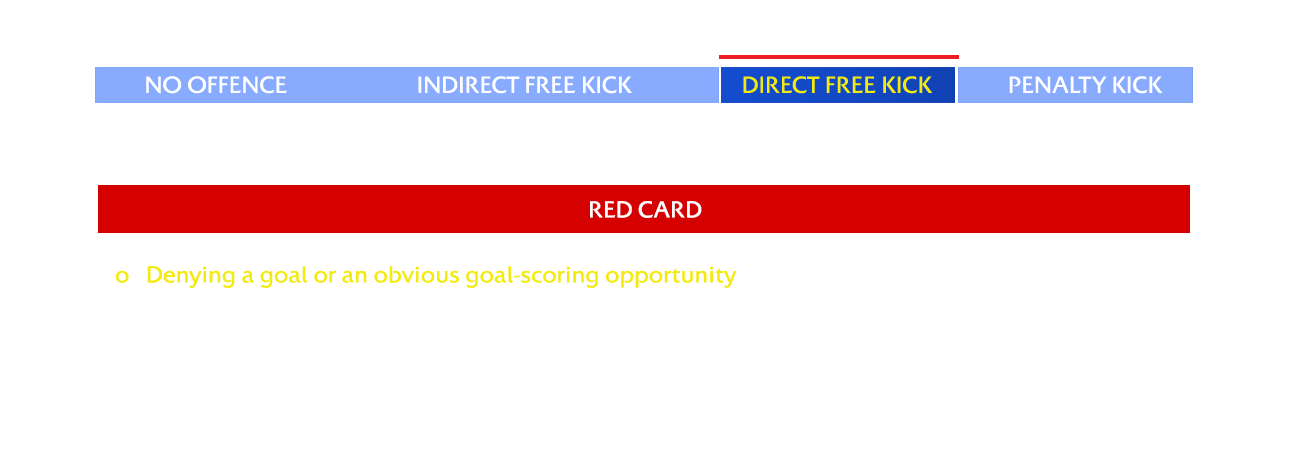 NO OFFENCE INDIRECT FREE KICK DIRECT FREE KICK PENALTY KICK
RED CARD
o Denying a goal or an obvious goal-scoring opportunity